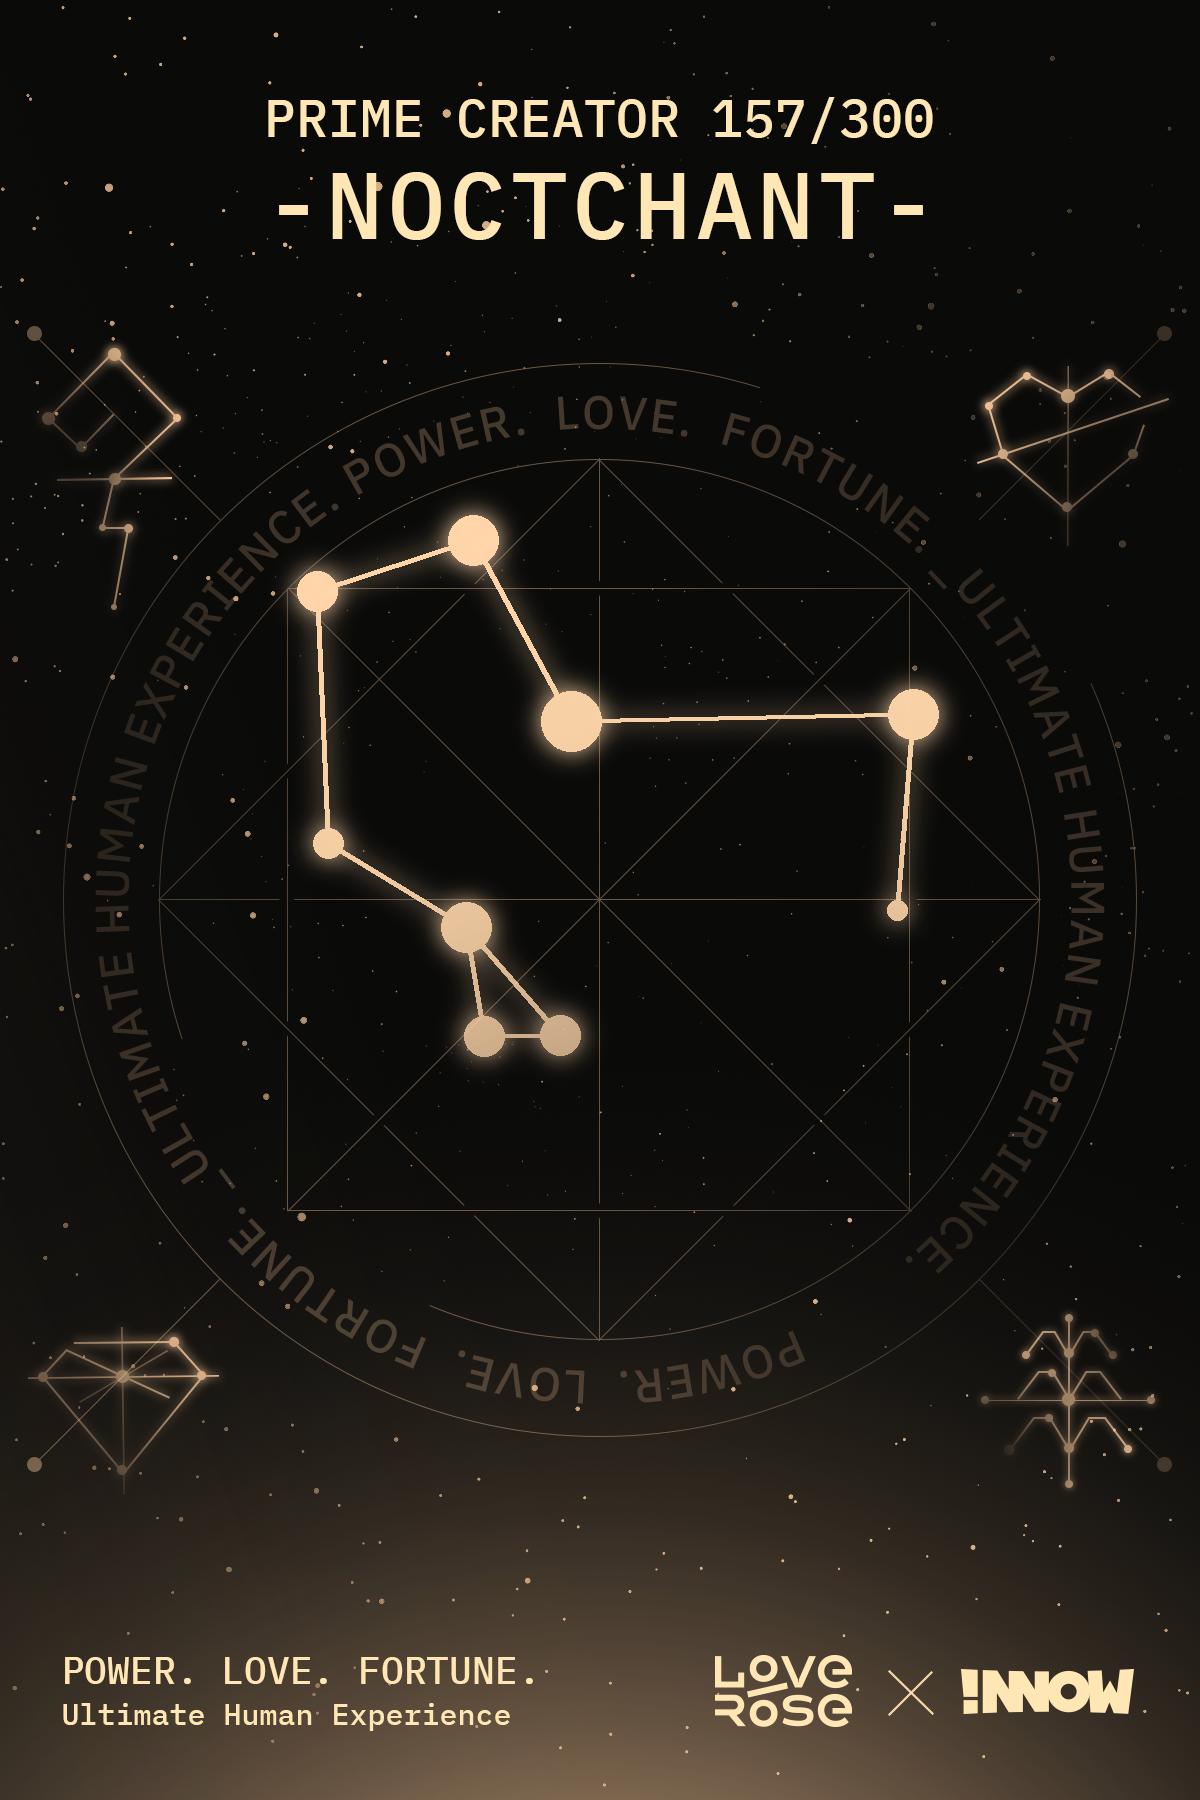 PRIME CREATOR 157/300
-NOCTCHANT-
POWER. LOVE. FORTUNE. – ULTIMATE HUMAN EXPERIENCE.
POWER. LOVE. FORTUNE. – ULTIMATE HUMAN EXPERIENCE.
POWER. LOVE. FORTUNE.
Ultimate Human Experience
LOVE
ROSE
!NNOW